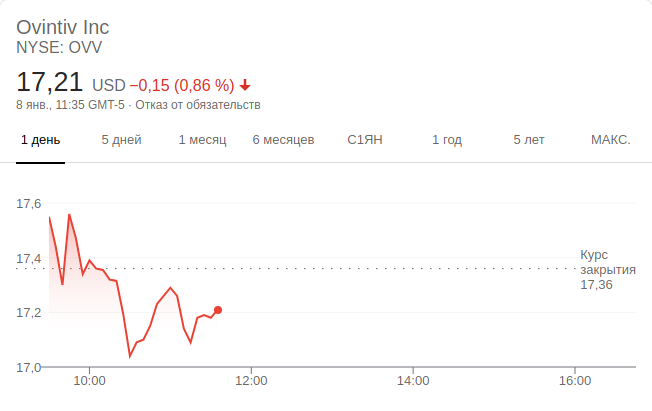 Ovintiv Inc
NYSE: OVV
17,21 USD −0,15 (0,86 %)
8 янв., 11:35 GMT-5 · Отказ от обязательств
1 день 5 дней 1 месяц 6 месяцев С1ЯН 1 год 5 лет МАКС.
17,6
17,4
17,2
17,0
Курс
закрытия
17,36
10:00 12:00 14:00 16:00